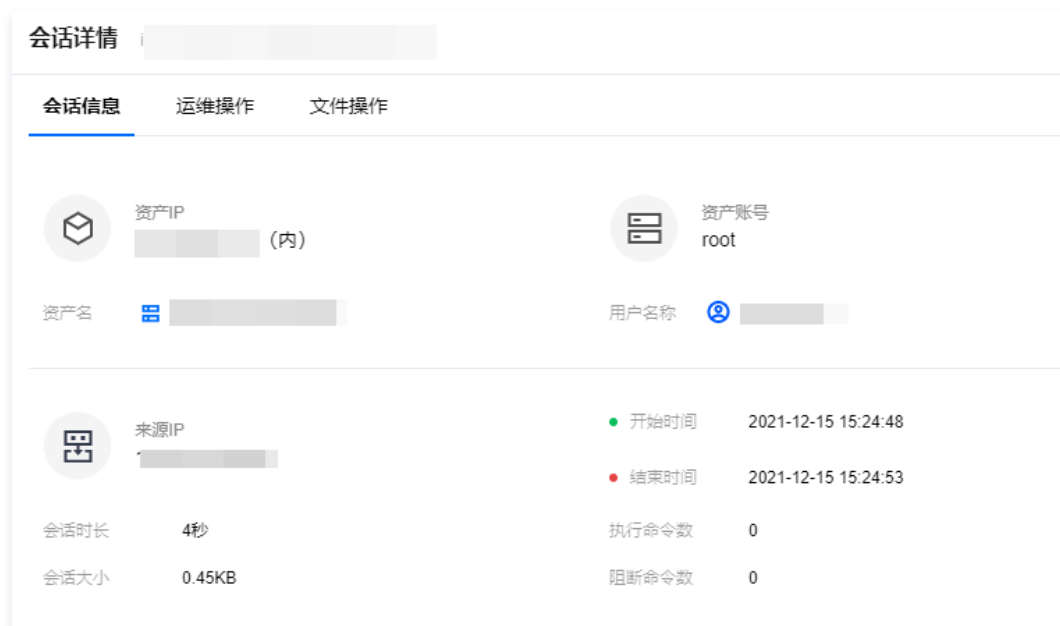 会话详情
会话信息 运维操作 文件操作
资产IP
（内）
资产账号
root
资产名
用户名称
来源IP
开始时间 2021-12-15 15:24:48
结束时间 2021-12-15 15:24:53
会话时长 4秒
执行命令数 0
会话大小 0.45KB
阻断命令数 0